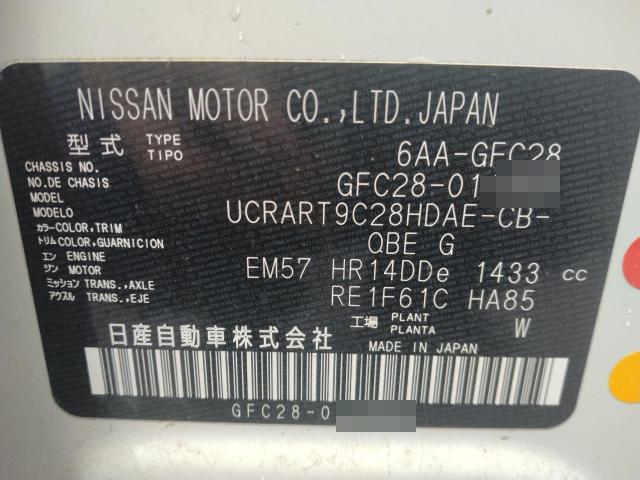 NISSAN MOTOR CO.,LTD.JAPAN
型式 TYPE TIPO 6AA-GFC28
CHASSIS NO. NO.DE CHASIS GFC28-01
MODEL MODELO UCRART9C28HDAE-CB-
カラー COLOR,TRIM トリム COLOR,GUARNICION QBE G
エン ENGINE ジン MOTOR EM57 HR14DDe 1433 cc
ミッション TRANS.,AXLE アクスル TRANS.,EJE RE1F61C HA85
工場 PLANT PLANTA W
日産自動車株式会社 MADE IN JAPAN
GFC28-0